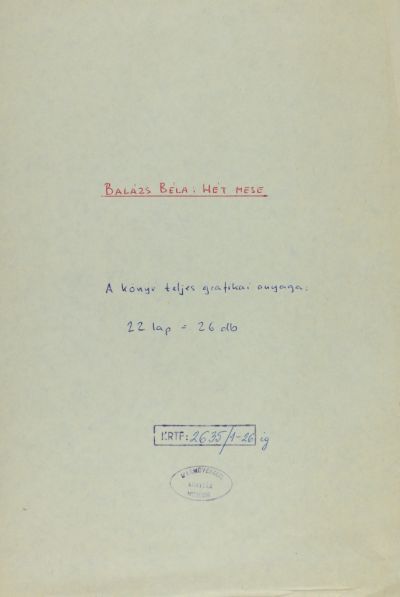 BALÁZS BÉLA: HÉT MESE
A könyv teljes grafikai anyaga:
22 lap = 26 db
KRTF: 2635/1-26 ig